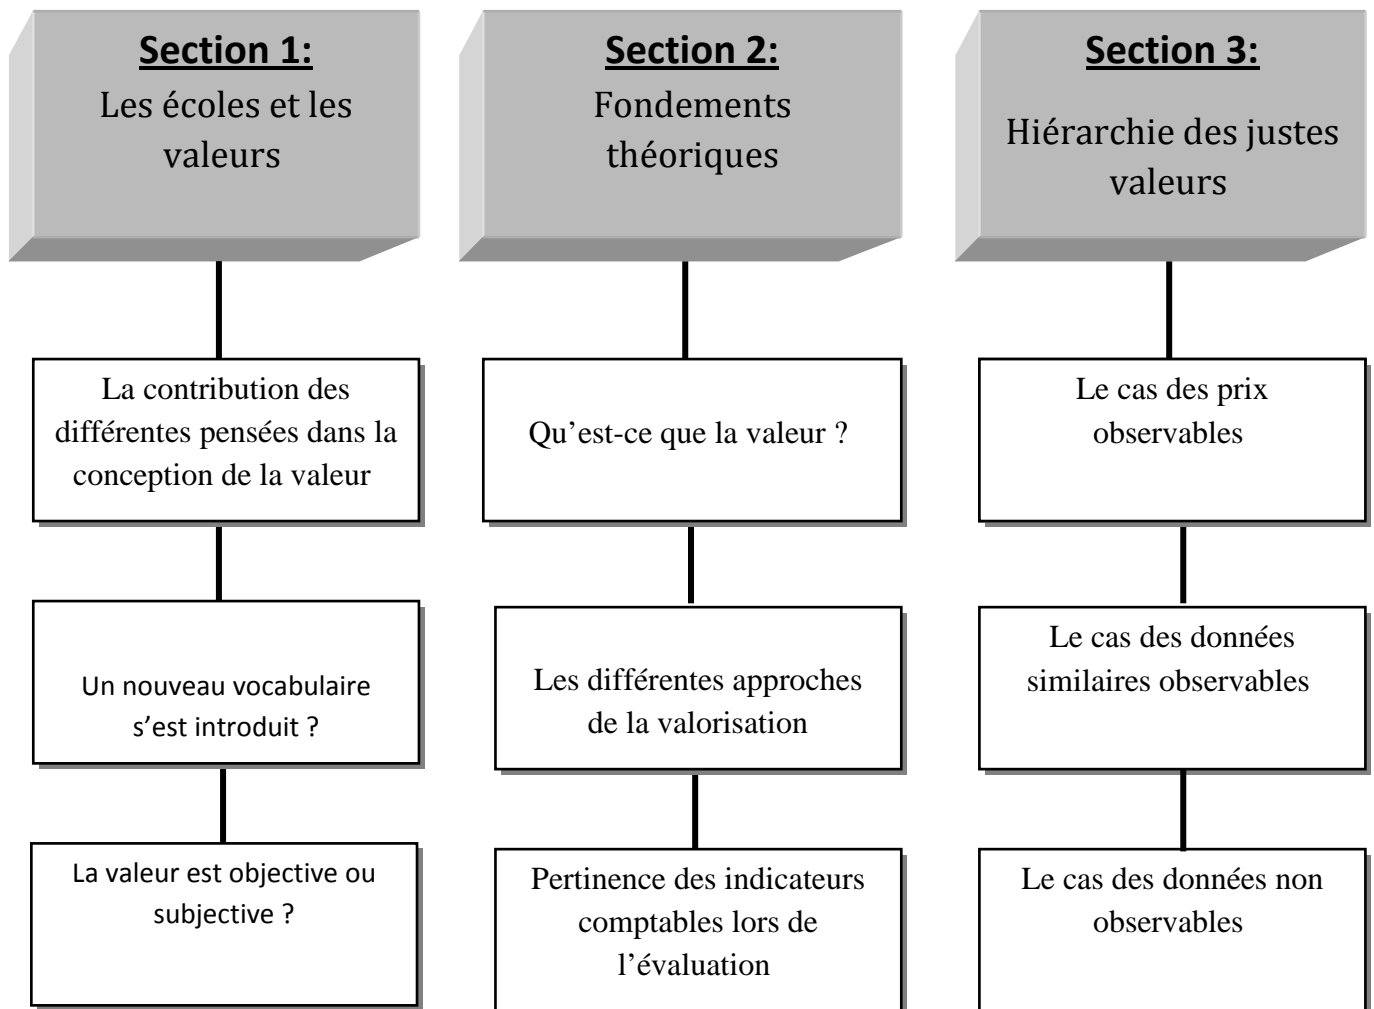 Section 1:
Les écoles et les
valeurs
La contribution des
différentes pensées dans la
conception de la valeur
Un nouveau vocabulaire
s’est introduit ?
La valeur est objective ou
subjective ?
Section 2:
Fondements
théoriques
Qu’est-ce que la valeur ?
Les différentes approches
de la valorisation
Pertinence des indicateurs
comptables lors de
l’évaluation
Section 3:
Hiérarchie des justes
valeurs
Le cas des prix
observables
Le cas des données
similaires observables
Le cas des données non
observables